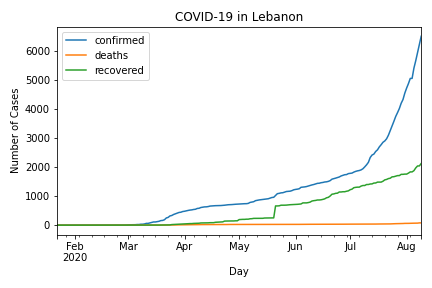 COVID-19 in Lebanon
confirmed
deaths
recovered
Number of Cases
6000
5000
4000
3000
2000
1000
0
Feb Mar Apr May Jun Jul Aug
2020
Day